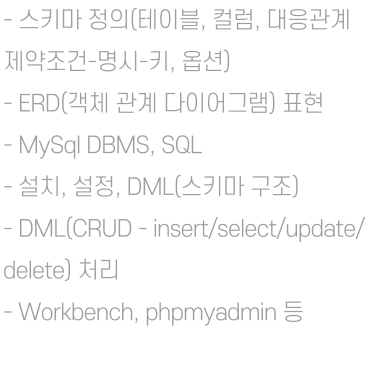 - 스키마 정의(테이블, 컬럼, 대응관계
제약조건-명시-키, 옵션)
- ERD(객체 관계 다이어그램) 표현
- MySql DBMS, SQL
- 설치, 설정, DML(스키마 구조)
- DML(CRUD - insert/select/update/
delete) 처리
- Workbench, phpmyadmin 등